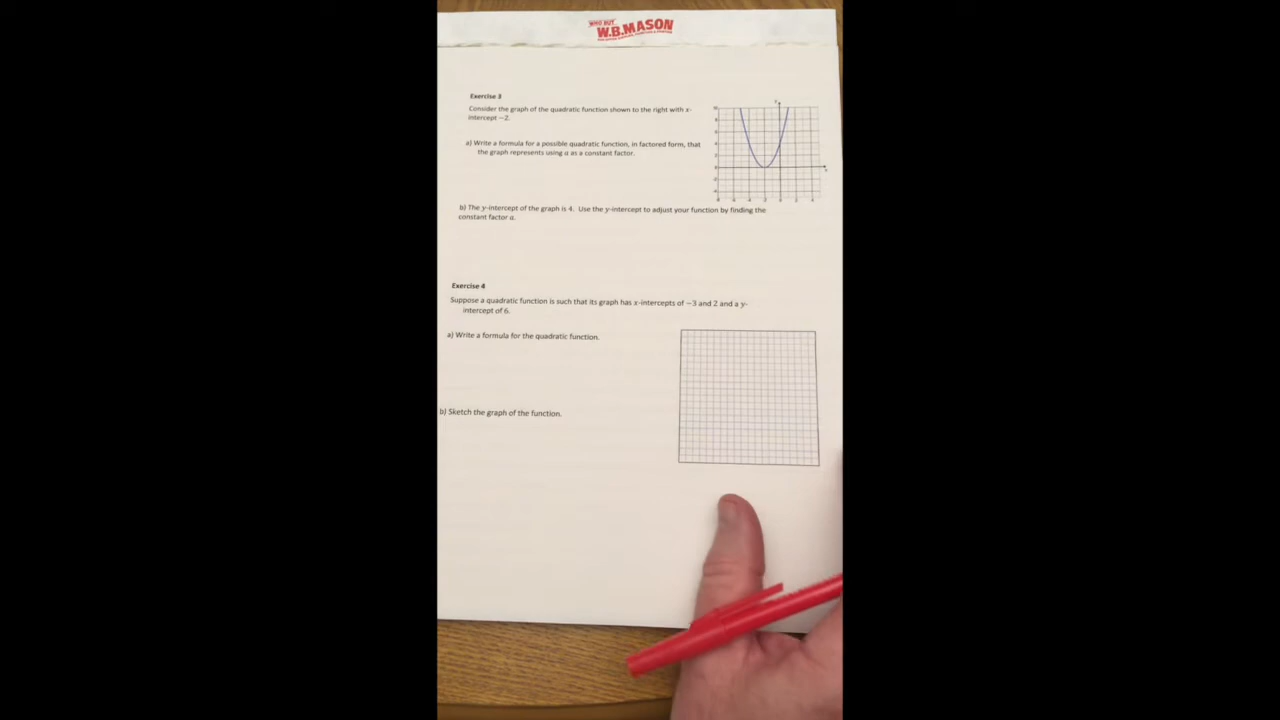 WHO BUT
W.B.MASON
Exercise 3
Consider the graph of the quadratic function shown to the right with x-
intercept −2.
a) Write a formula for a possible quadratic function, in factored form, that
the graph represents using a as a constant factor.
b) The y-intercept of the graph is 4. Use the y-intercept to adjust your function by finding the
constant factor a.
Exercise 4
Suppose a quadratic function is such that its graph has x-intercepts of −3 and 2 and a y-
intercept of 6.
a) Write a formula for the quadratic function.
b) Sketch the graph of the function.